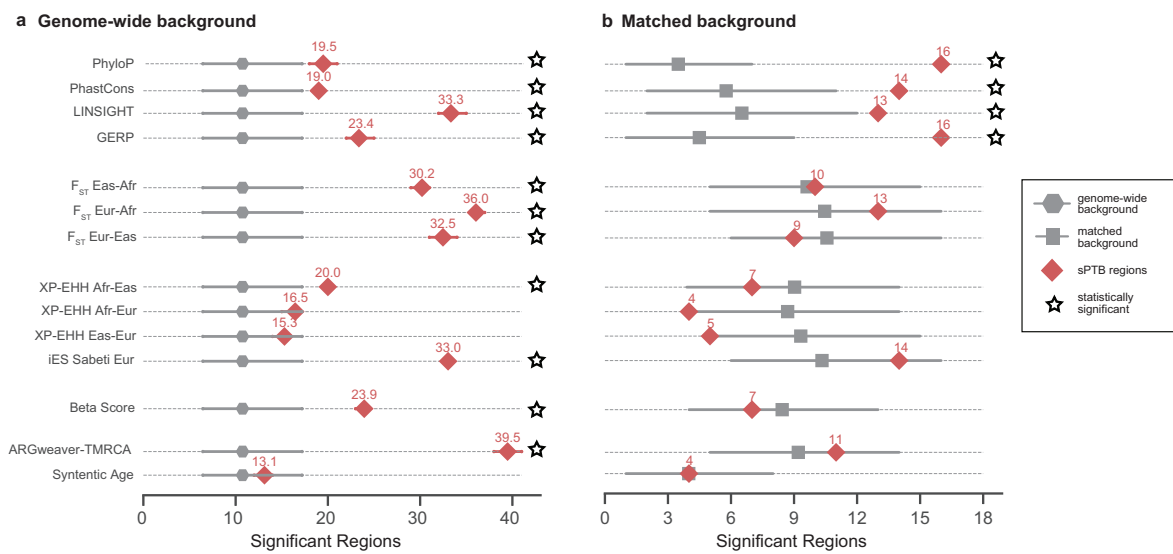 a Genome-wide background
b Matched background
PhyloP
19.5
16
PhastCons
19.0
14
LINSIGHT
33.3
13
GERP
23.4
16
FST Eas-Afr
30.2
10
FST Eur-Afr
36.0
13
FST Eur-Eas
32.5
9
XP-EHH Afr-Eas
20.0
7
XP-EHH Afr-Eur
16.5
4
XP-EHH Eas-Eur
15.3
5
iES Sabeti Eur
33.0
14
Beta Score
23.9
7
ARGweaver-TMRCA
39.5
11
Syntentic Age
13.1
4
0 10 20 30 40
Significant Regions
0 3 6 9 12 15 18
Significant Regions
genome-wide
background
matched
background
sPTB regions
statistically
significant